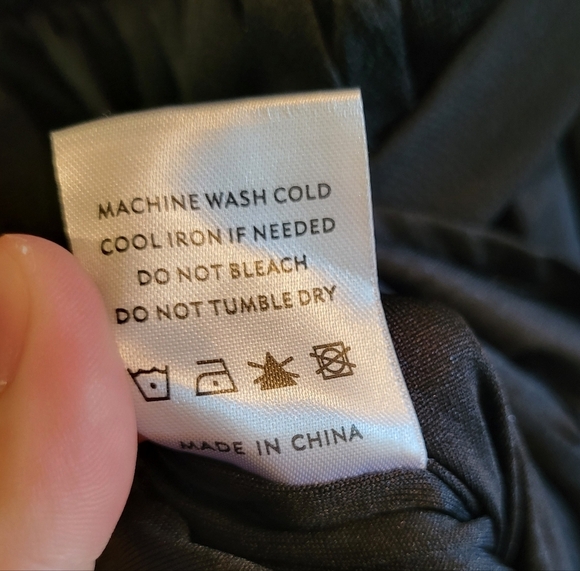 MACHINE WASH COLD
COOL IRON IF NEEDED
DO NOT BLEACH
DO NOT TUMBLE DRY
MADE IN CHINA